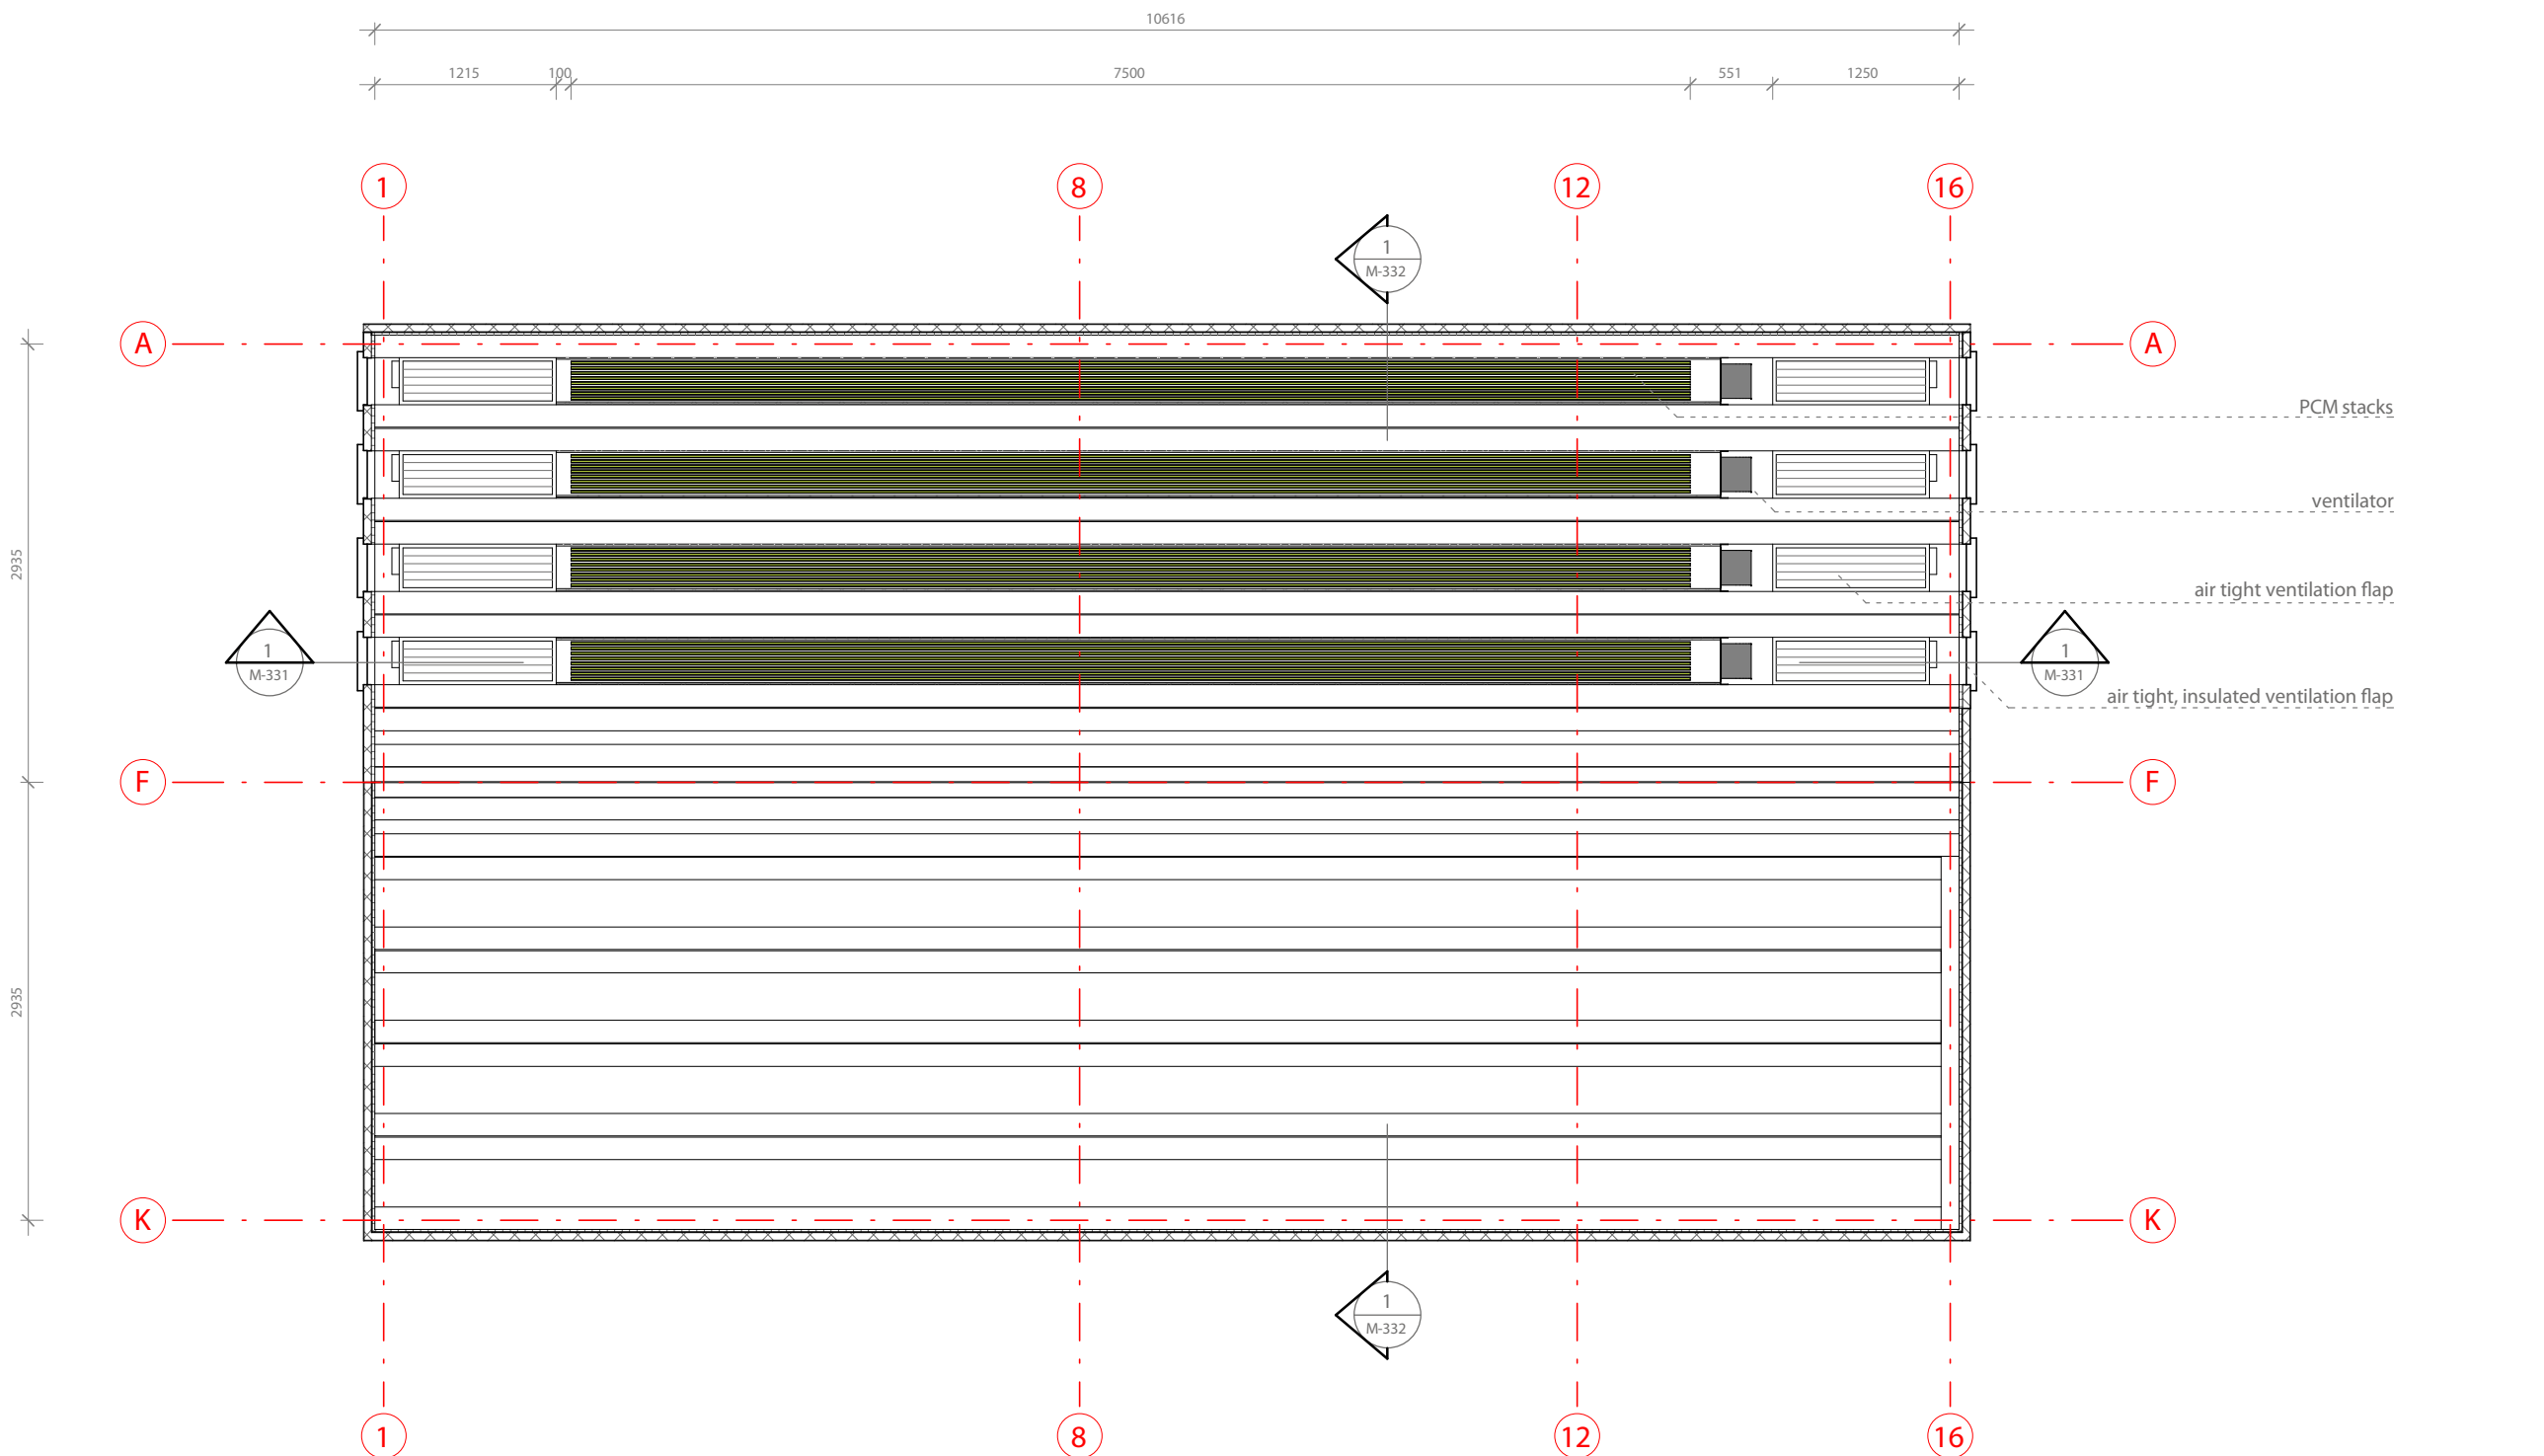 10616
1215 100 7500 551 1250
1 8 12 16
1
M-332
A A
PCM stacks
ventilator
2935
air tight ventilation flap
1
M-331
1
M-331
air tight, insulated ventilation flap
F F
2935
K K
1
M-332
1 8 12 16